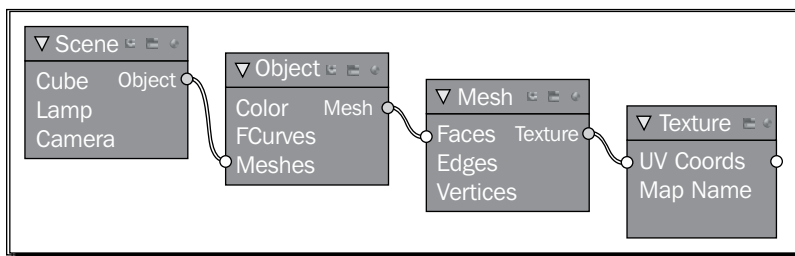 Scene
Cube Object
Lamp
Camera
Object
Color Mesh
FCurves
Meshes
Mesh
Faces Texture
Edges
Vertices
Texture
UV Coords
Map Name